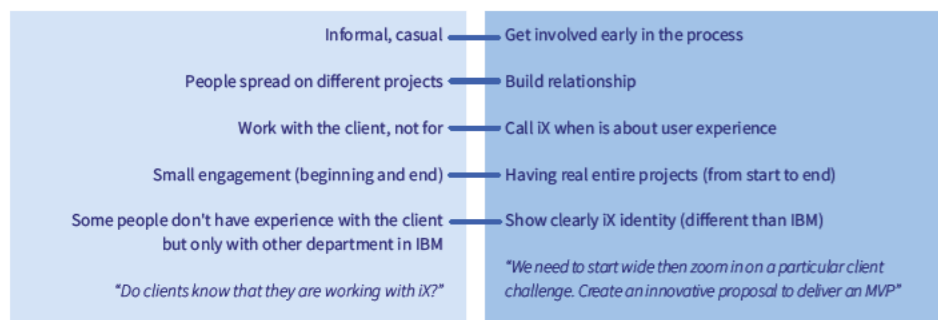 Informal, casual
Get involved early in the process
People spread on different projects
Build relationship
Work with the client, not for
Call iX when is about user experience
Small engagement (beginning and end)
Having real entire projects (from start to end)
Some people don't have experience with the client
but only with other department in IBM
Show clearly iX identity (different than IBM)
“Do clients know that they are working with iX?”
“We need to start wide then zoom in on a particular client
challenge. Create an innovative proposal to deliver an MVP”